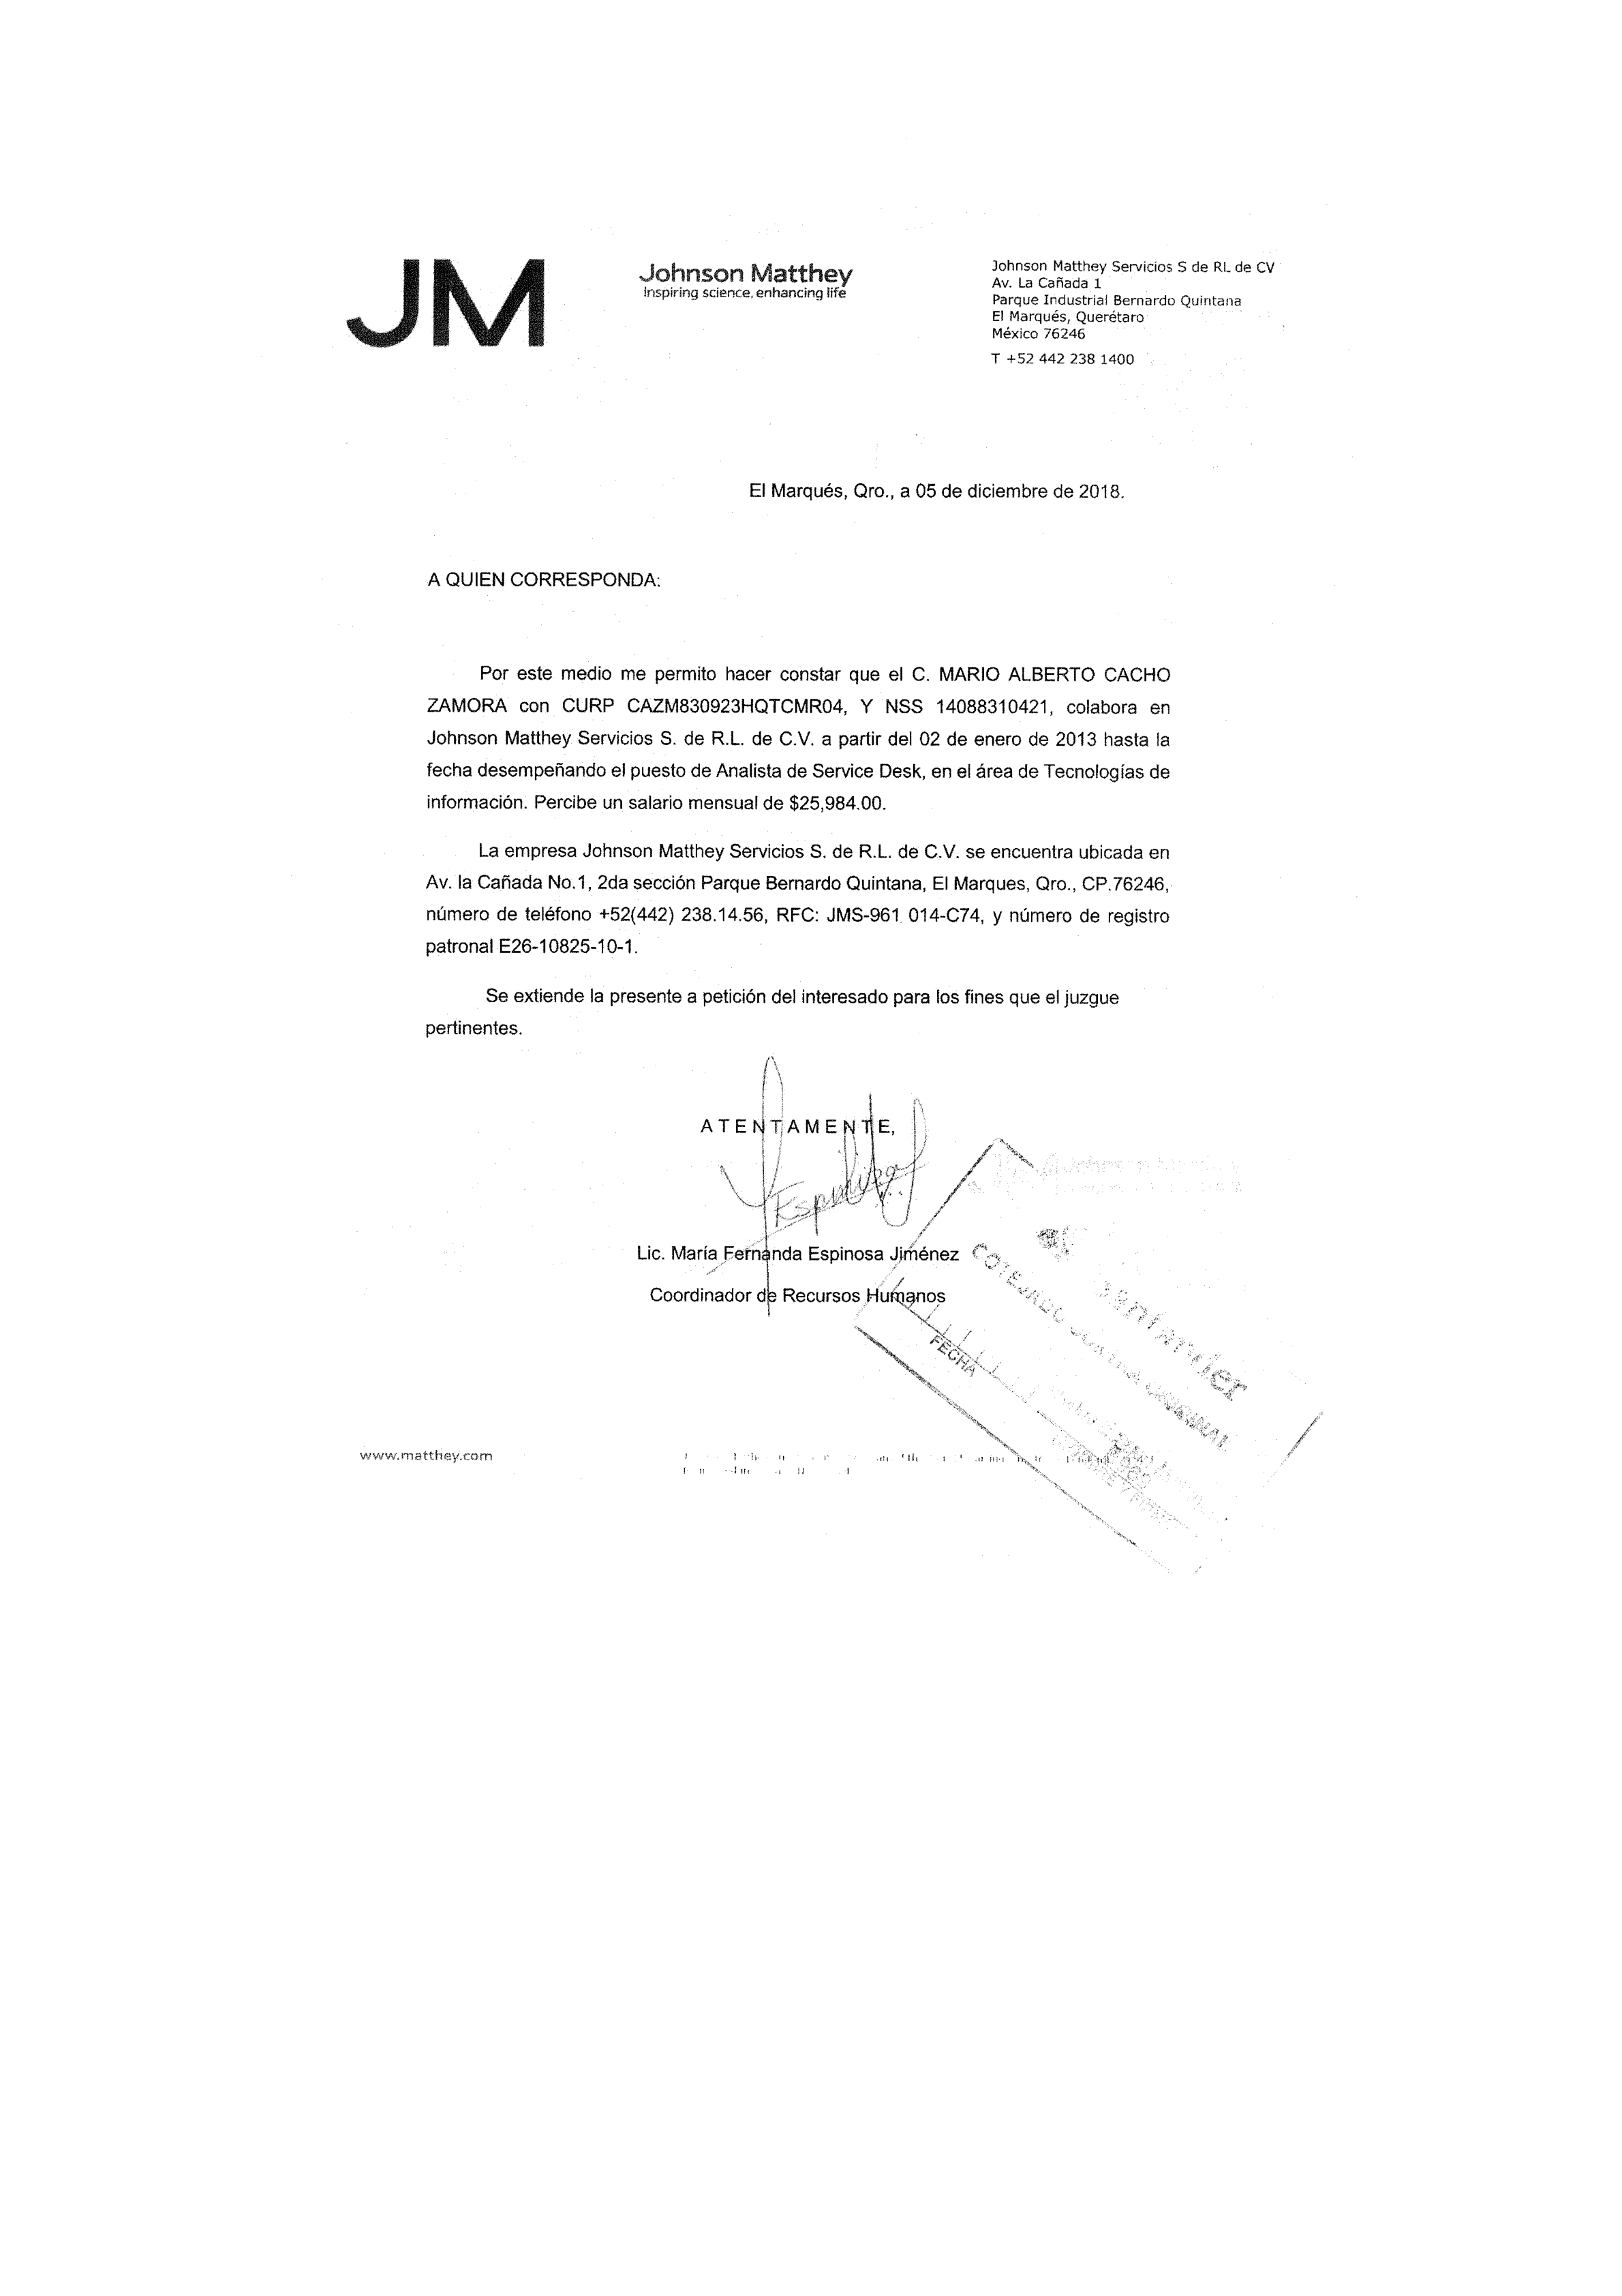 JM
Johnson Matthey
Inspiring science, enhancing life
Johnson Matthey Servicios S de RL de CV
Av. La Cañada 1
Parque Industrial Bernardo Quintana
El Marqués, Querétaro
México 76246
T +52 442 238 1400
El Marqués, Qro., a 05 de diciembre de 2018.
A QUIEN CORRESPONDA:
Por este medio me permito hacer constar que el C. MARIO ALBERTO CACHO
ZAMORA con CURP CAZM830923HQTCMR04, Y NSS 14088310421, colabora en
Johnson Matthey Servicios S. de R.L. de C.V. a partir del 02 de enero de 2013 hasta la
fecha desempeñando el puesto de Analista de Service Desk, en el área de Tecnologías de
información. Percibe un salario mensual de $25,984.00.
La empresa Johnson Matthey Servicios S. de R.L. de C.V. se encuentra ubicada en
Av. la Cañada No.1, 2da sección Parque Bernardo Quintana, El Marques, Qro., CP.76246,
número de teléfono +52(442) 238.14.56, RFC: JMS-961 014-C74, y número de registro
patronal E26-10825-10-1.
Se extiende la presente a petición del interesado para los fines que el juzgue
pertinentes.
ATENTAMENTE,
Lic. María Fernanda Espinosa Jiménez
Coordinador de Recursos Humanos
Santander
COTEJADO
ORIGINAL
FECHA
www.matthey.com